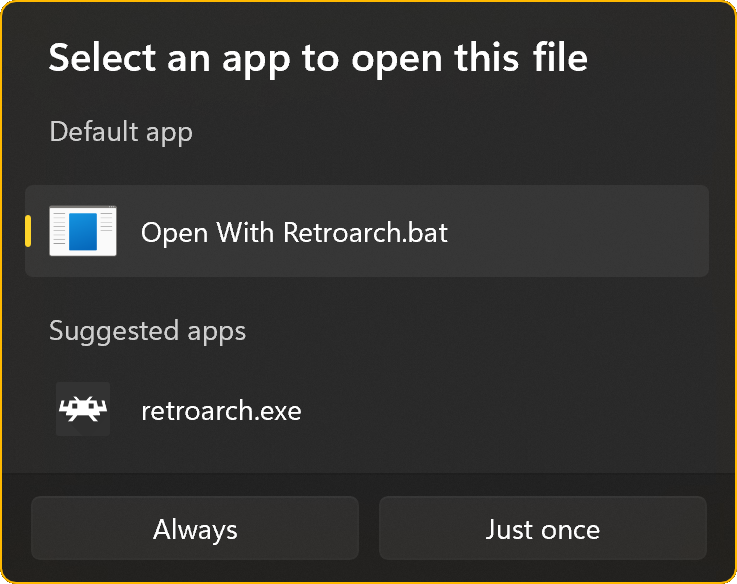 Select an app to open this file
Default app
Open With Retroarch.bat
Suggested apps
retroarch.exe
Always
Just once